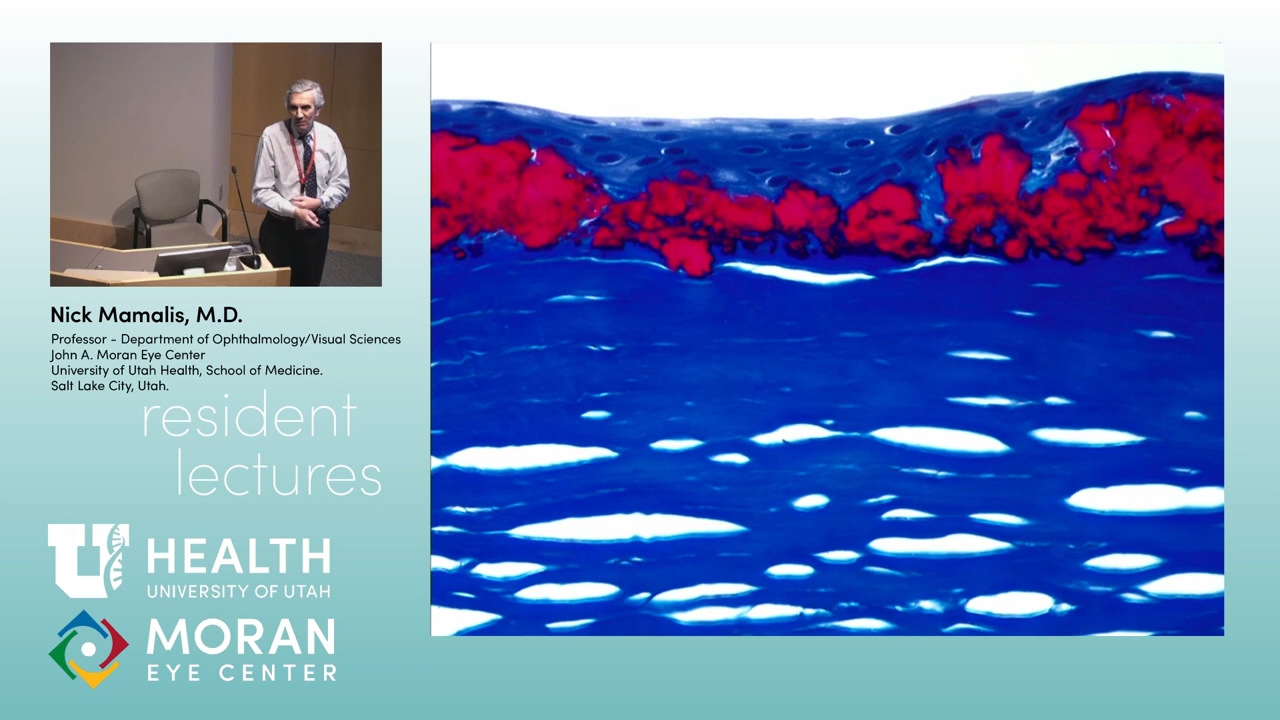 Nick Mamalis, M.D.
Professor - Department of Ophthalmology/Visual Sciences
John A. Moran Eye Center
University of Utah Health, School of Medicine.
Salt Lake City, Utah.
resident
lectures
U HEALTH
UNIVERSITY OF UTAH
MORAN
EYE CENTER